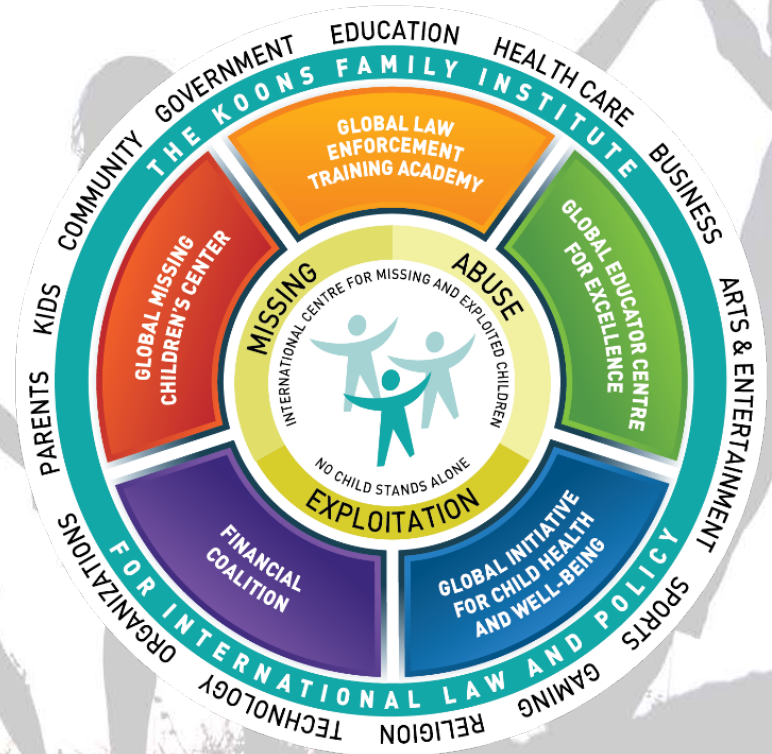 EDUCATION
HEALTH CARE
BUSINESS
ARTS & ENTERTAINMENT
SPORTS
GAMING
RELIGION
TECHNOLOGY
ORGANIZATIONS
PARENTS
KIDS
COMMUNITY
GOVERNMENT
THE KOONS FAMILY INSTITUTE
FOR INTERNATIONAL LAW AND POLICY
GLOBAL LAW
ENFORCEMENT
TRAINING ACADEMY
GLOBAL EDUCATOR CENTRE
FOR EXCELLENCE
GLOBAL INITIATIVE
FOR CHILD HEALTH
AND WELL-BEING
FINANCIAL
COALITION
GLOBAL MISSING
CHILDREN'S CENTER
MISSING
ABUSE
EXPLOITATION
INTERNATIONAL CENTRE FOR MISSING AND EXPLOITED CHILDREN
NO CHILD STANDS ALONE